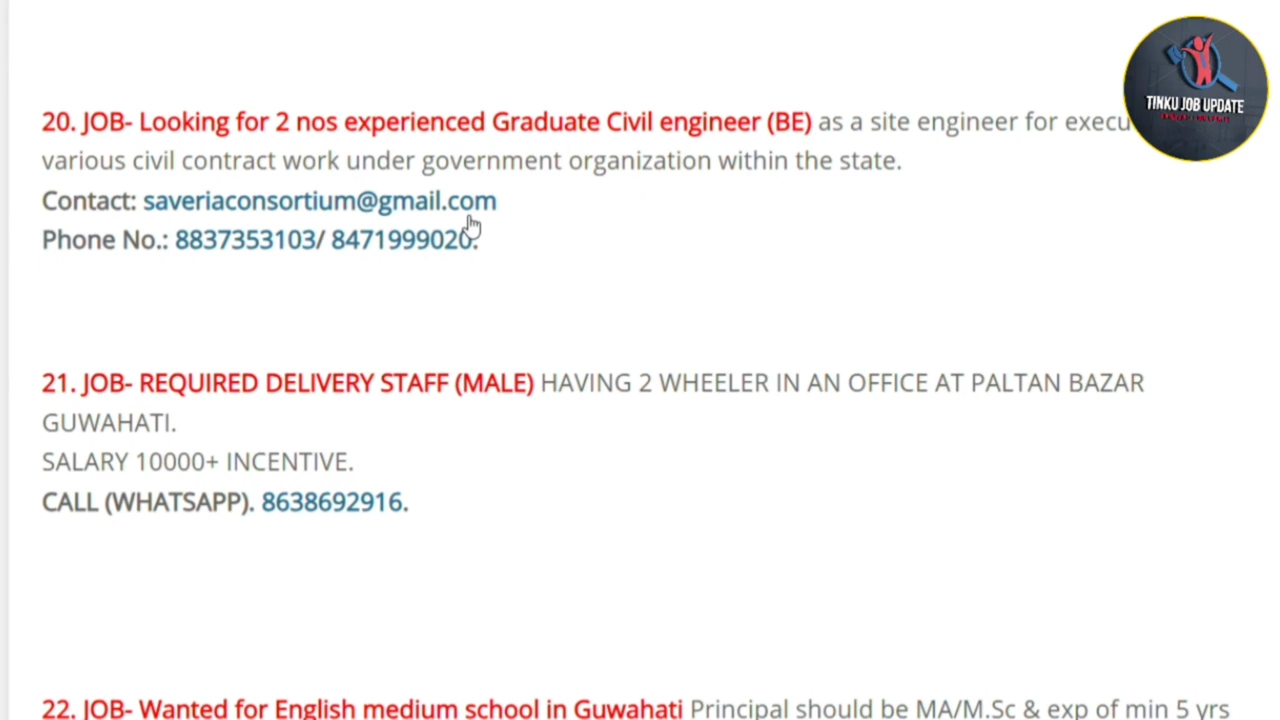 TINKU JOB UPDATE
20. JOB- Looking for 2 nos experienced Graduate Civil engineer (BE) as a site engineer for
various civil contract work under government organization within the state.
Contact: saveriaconsortium@gmail.com
Phone No.: 8837353103/ 8471999020.
21. JOB- REQUIRED DELIVERY STAFF (MALE) HAVING 2 WHEELER IN AN OFFICE AT PALTAN BAZAR
GUWAHATI.
SALARY 10000+ INCENTIVE.
CALL (WHATSAPP). 8638692916.
22. JOB- Wanted for English medium school in Guwahati Principal should be MA/M.Sc & exp of min 5 yrs